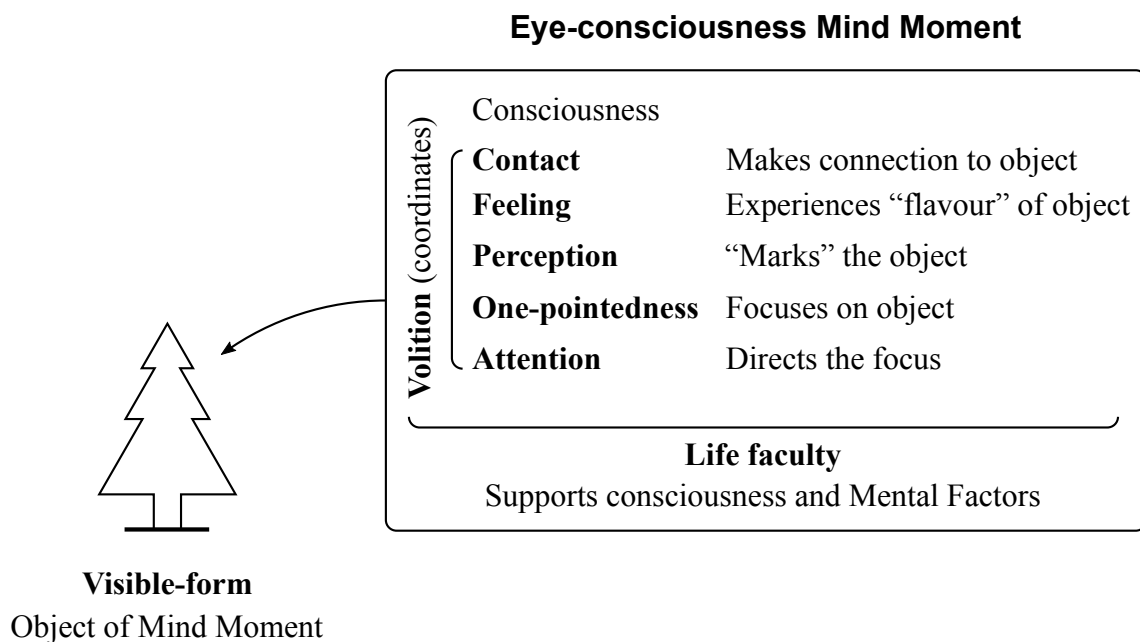 Eye-consciousness Mind Moment
Consciousness
Volition (coordinates)
Contact Makes connection to object
Feeling Experiences “flavour” of object
Perception “Marks” the object
One-pointedness Focuses on object
Attention Directs the focus
Life faculty
Supports consciousness and Mental Factors
Visible-form
Object of Mind Moment